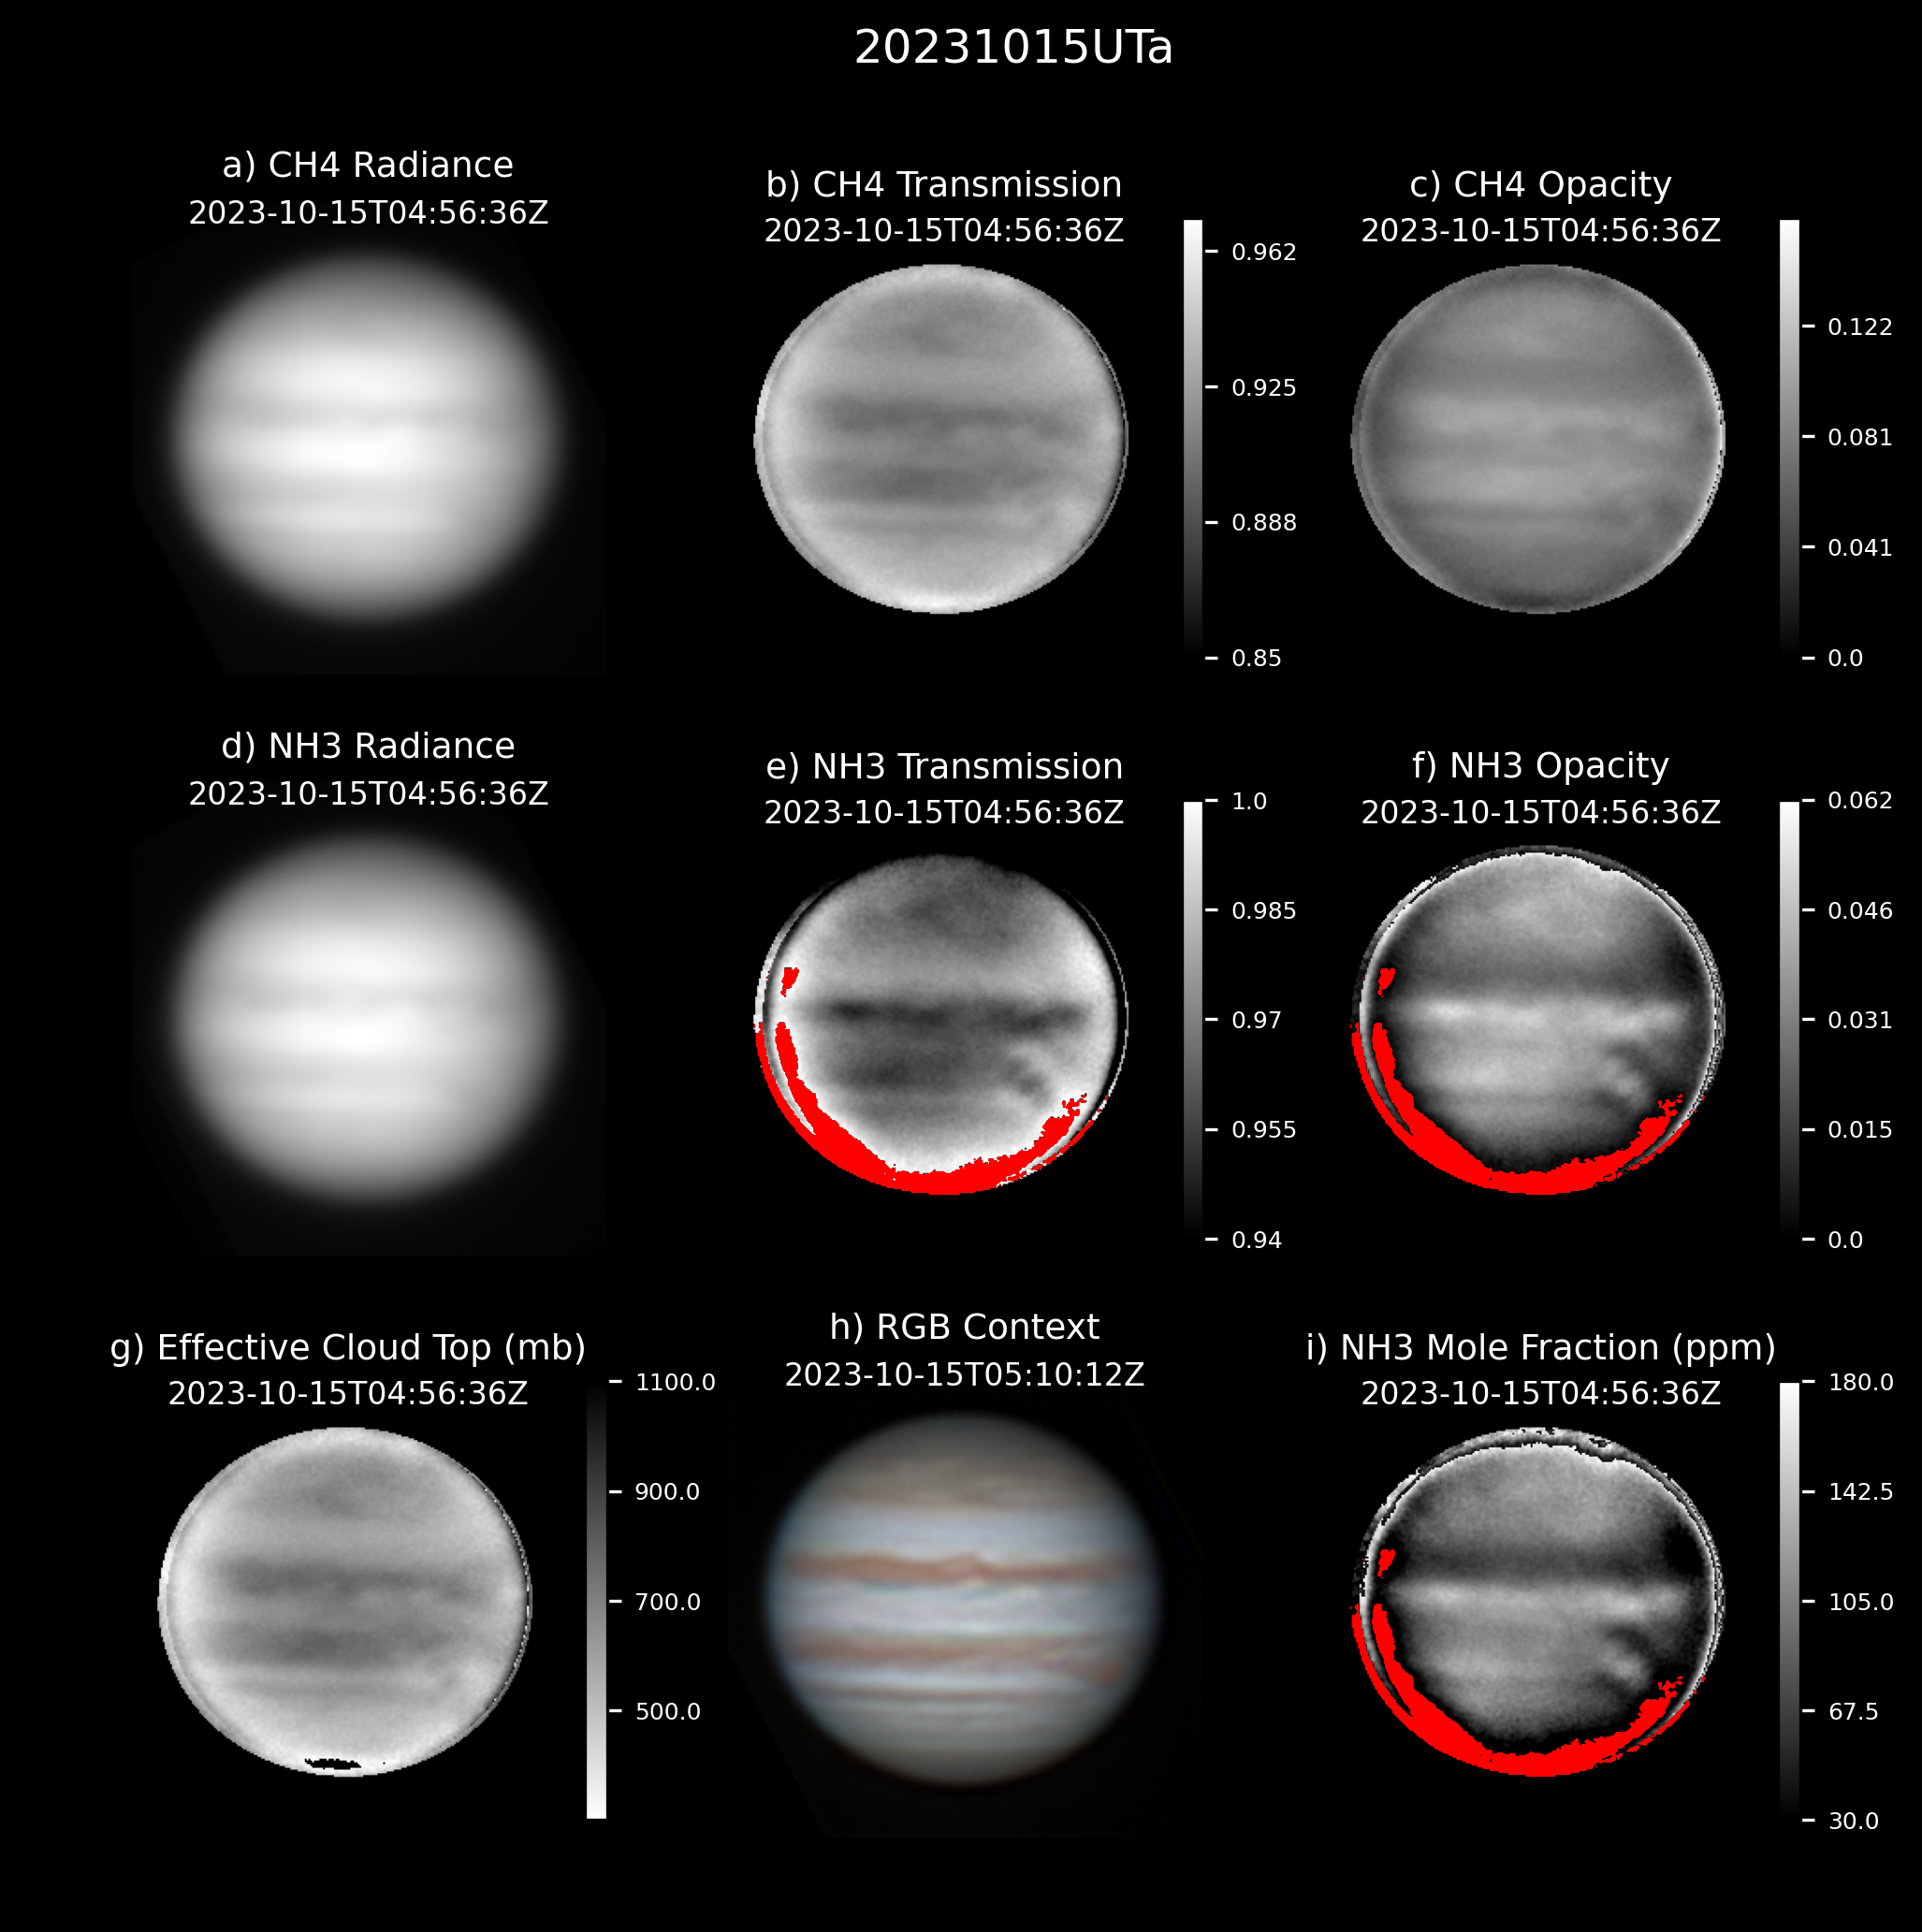 20231015UTa
a) CH4 Radiance
2023-10-15T04:56:36Z
b) CH4 Transmission
2023-10-15T04:56:36Z
0.962
0.925
0.888
0.85
c) CH4 Opacity
2023-10-15T04:56:36Z
0.122
0.081
0.041
0.0
d) NH3 Radiance
2023-10-15T04:56:36Z
e) NH3 Transmission
2023-10-15T04:56:36Z
1.0
0.985
0.97
0.955
0.94
f) NH3 Opacity
2023-10-15T04:56:36Z
0.062
0.046
0.031
0.015
0.0
g) Effective Cloud Top (mb)
2023-10-15T04:56:36Z
1100.0
900.0
700.0
500.0
h) RGB Context
2023-10-15T05:10:12Z
i) NH3 Mole Fraction (ppm)
2023-10-15T04:56:36Z
180.0
142.5
105.0
67.5
30.0